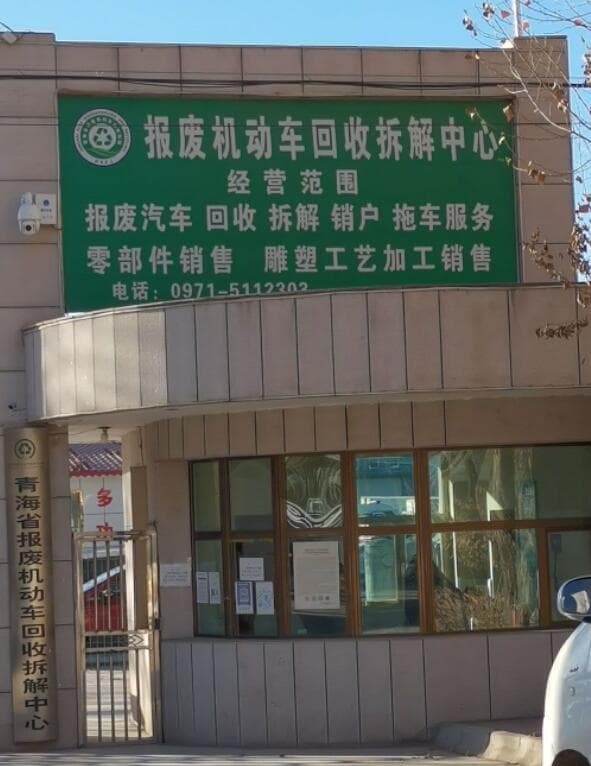 报废机动车回收拆解中心
经营范围
报废汽车 回收 拆解 销户 拖车服务
零部件销售 雕塑工艺加工销售
电话：0971-5112303
青海省报废机动车回收拆解中心
多功